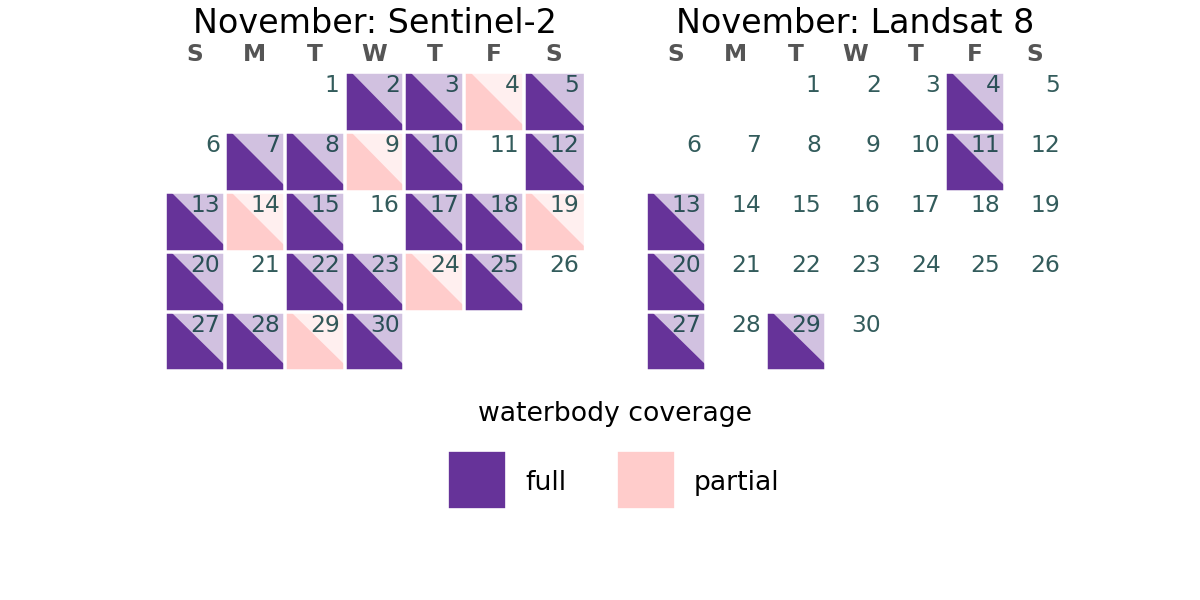 November: Sentinel-2
S M T W T F S
1 2 3 4 5
6 7 8 9 10 11 12
13 14 15 16 17 18 19
20 21 22 23 24 25 26
27 28 29 30
November: Landsat 8
S M T W T F S
1 2 3 4 5
6 7 8 9 10 11 12
13 14 15 16 17 18 19
20 21 22 23 24 25 26
27 28 29 30
waterbody coverage
full partial